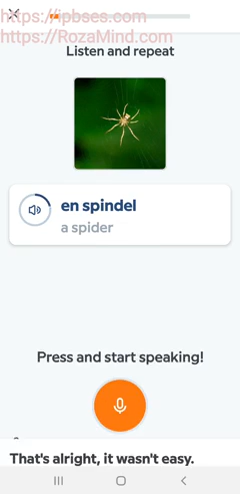 https://ipbses.com
https://RozaMind.com
Listen and repeat
en spindel
a spider
Press and start speaking!
That's alright, it wasn't easy.